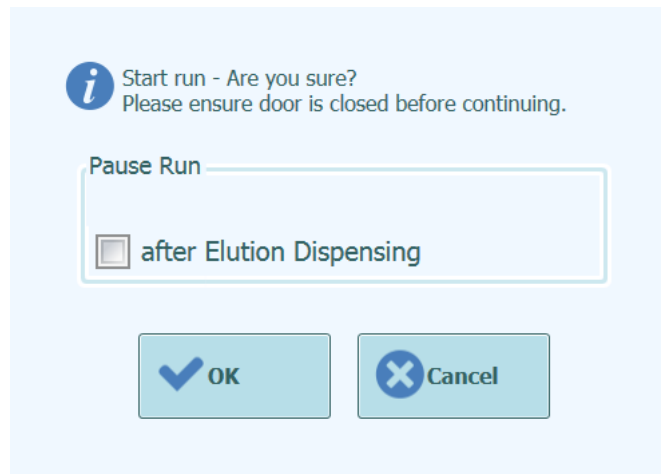 Start run - Are you sure?
Please ensure door is closed before continuing.
Pause Run
after Elution Dispensing
OK
Cancel